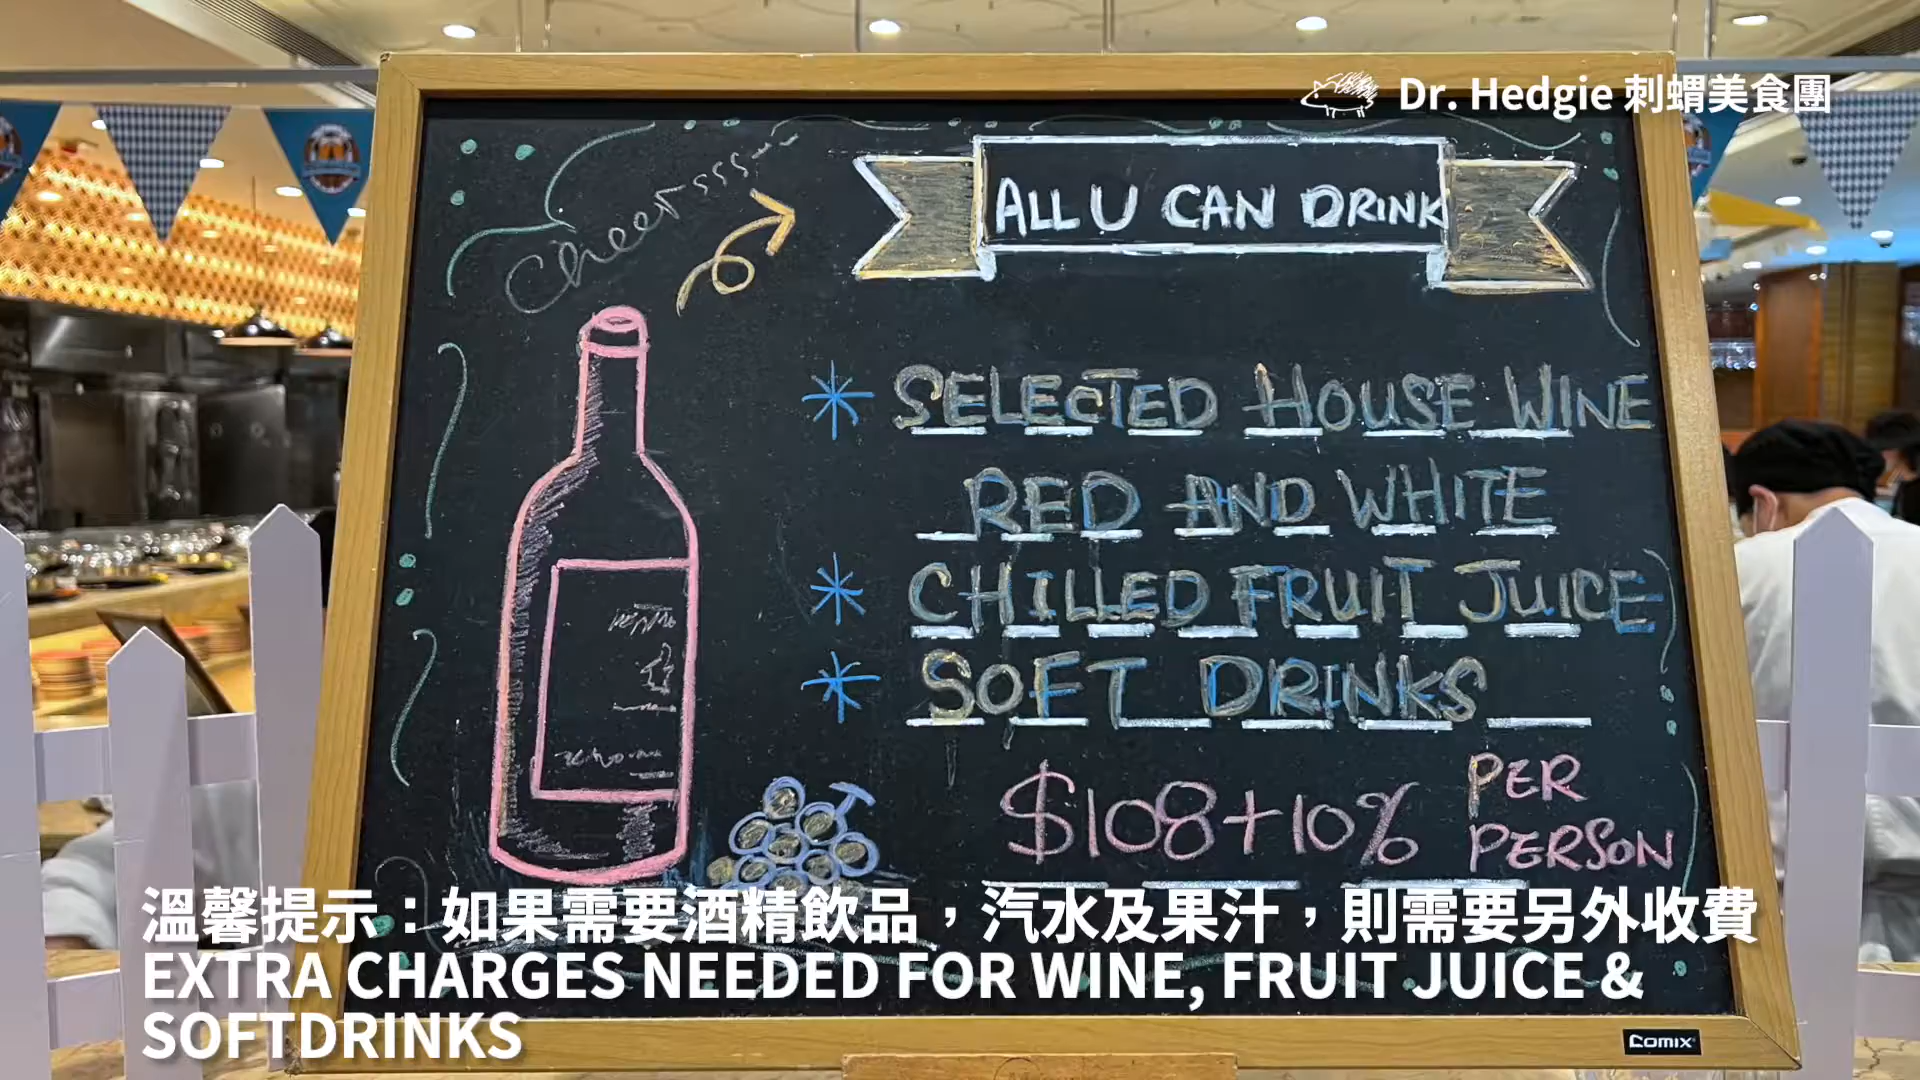 Dr. Hedgie 刺蝟美食團
Cheersss
ALL U CAN DRINK
SELECTED HOUSE WINE
RED AND WHITE
CHILLED FRUIT JUICE
SOFT DRINKS
$108+10% PER PERSON
溫馨提示：如果需要酒精飲品，汽水及果汁，則需要另外收費
EXTRA CHARGES NEEDED FOR WINE, FRUIT JUICE &
SOFTDRINKS
COMIX